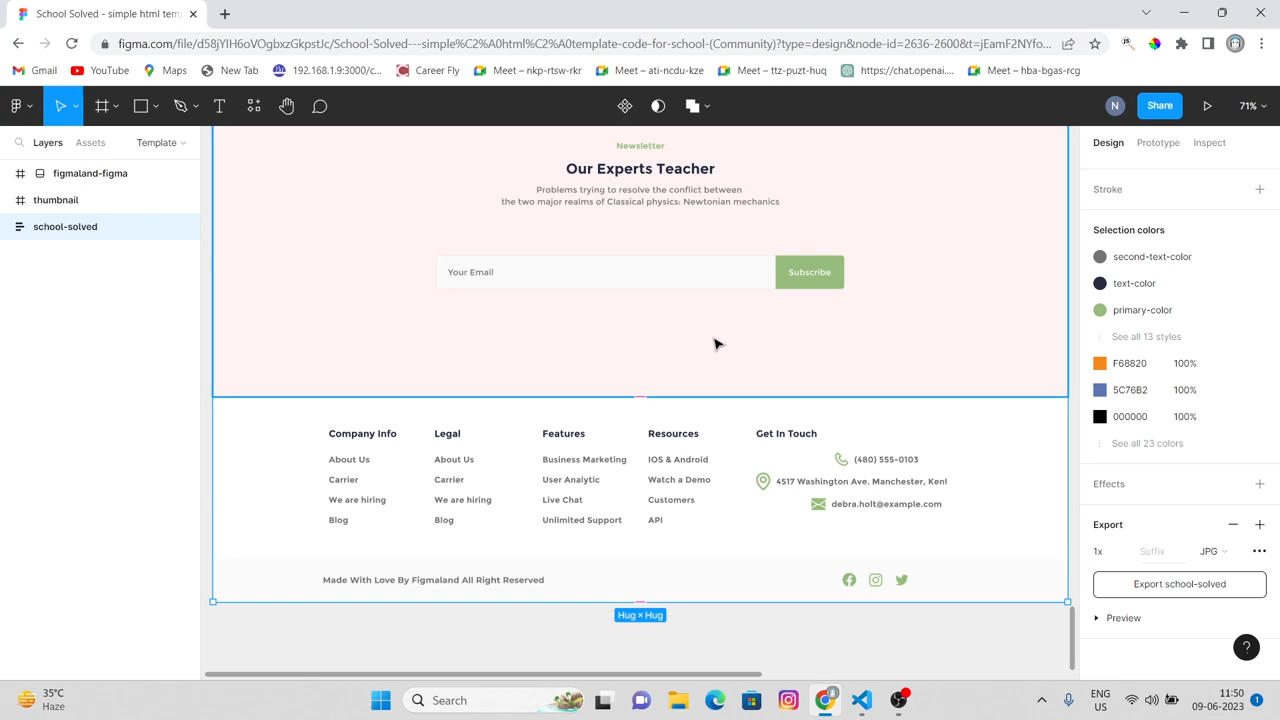 School Solved - simple html tem
figma.com/file/d58jYIH6oVOgbxzGkpstJc/School-Solved---simple%C2%A0html%C2%A0template-code-for-school-(Community)?type=design&node-id=2636-2600&t=jEamF2NYfo...
Gmail
YouTube
Maps
New Tab
192.168.1.9:3000/c...
Career Fly
Meet – nkp-rtsw-rkr
Meet – ati-ncdu-kze
Meet – ttz-puzt-huq
https://chat.openai....
Meet – hba-bgas-rcg
N
Share
71%
Layers
Assets
Template
Design
Prototype
Inspect
figmaland-figma
thumbnail
school-solved
Newsletter
Our Experts Teacher
Problems trying to resolve the conflict between
the two major realms of Classical physics: Newtonian mechanics
Your Email
Subscribe
Company Info
About Us
Carrier
We are hiring
Blog
Legal
About Us
Carrier
We are hiring
Blog
Features
Business Marketing
User Analytic
Live Chat
Unlimited Support
Resources
IOS & Android
Watch a Demo
Customers
API
Get In Touch
(480) 555-0103
4517 Washington Ave. Manchester, Kent
debra.holt@example.com
Made With Love By Figmaland All Right Reserved
Hug × Hug
Stroke
Selection colors
second-text-color
text-color
primary-color
See all 13 styles
F68820 100%
5C76B2 100%
000000 100%
See all 23 colors
Effects
Export
1x Suffix JPG
Export school-solved
Preview
?
35°C
Haze
Search
ENG
US
11:50
09-06-2023
1